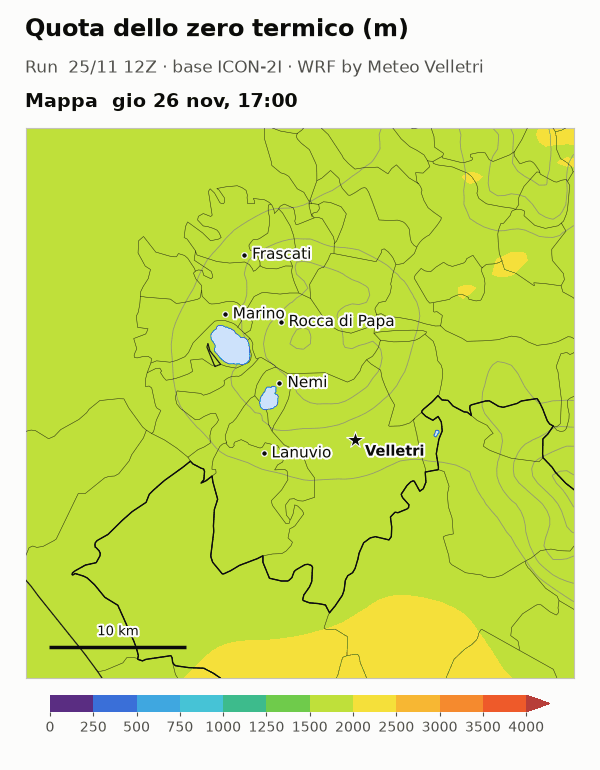 Quota dello zero termico (m)
Run 25/11 12Z · base ICON-2I · WRF by Meteo Velletri
Mappa gio 26 nov, 17:00
Frascati
Marino
Rocca di Papa
Nemi
Velletri
Lanuvio
10 km
0 250 500 750 1000 1250 1500 2000 2500 3000 3500 4000